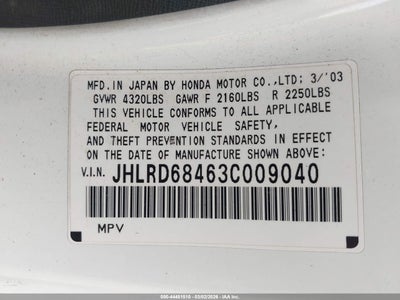 MFD.IN JAPAN BY HONDA MOTOR CO.,LTD: 3/'03
GVWR 4320LBS GAWR F 2160LBS R 2250LBS
THIS VEHICLE CONFORMS TO ALL APPLICABLE
FEDERAL MOTOR VEHICLE SAFETY,
AND THEFT PREVENTION STANDARDS IN EFFECT
ON THE DATE OF MANUFACTURE SHOWN ABOVE.
V.I.N. JHLRD68463C009040
MPV